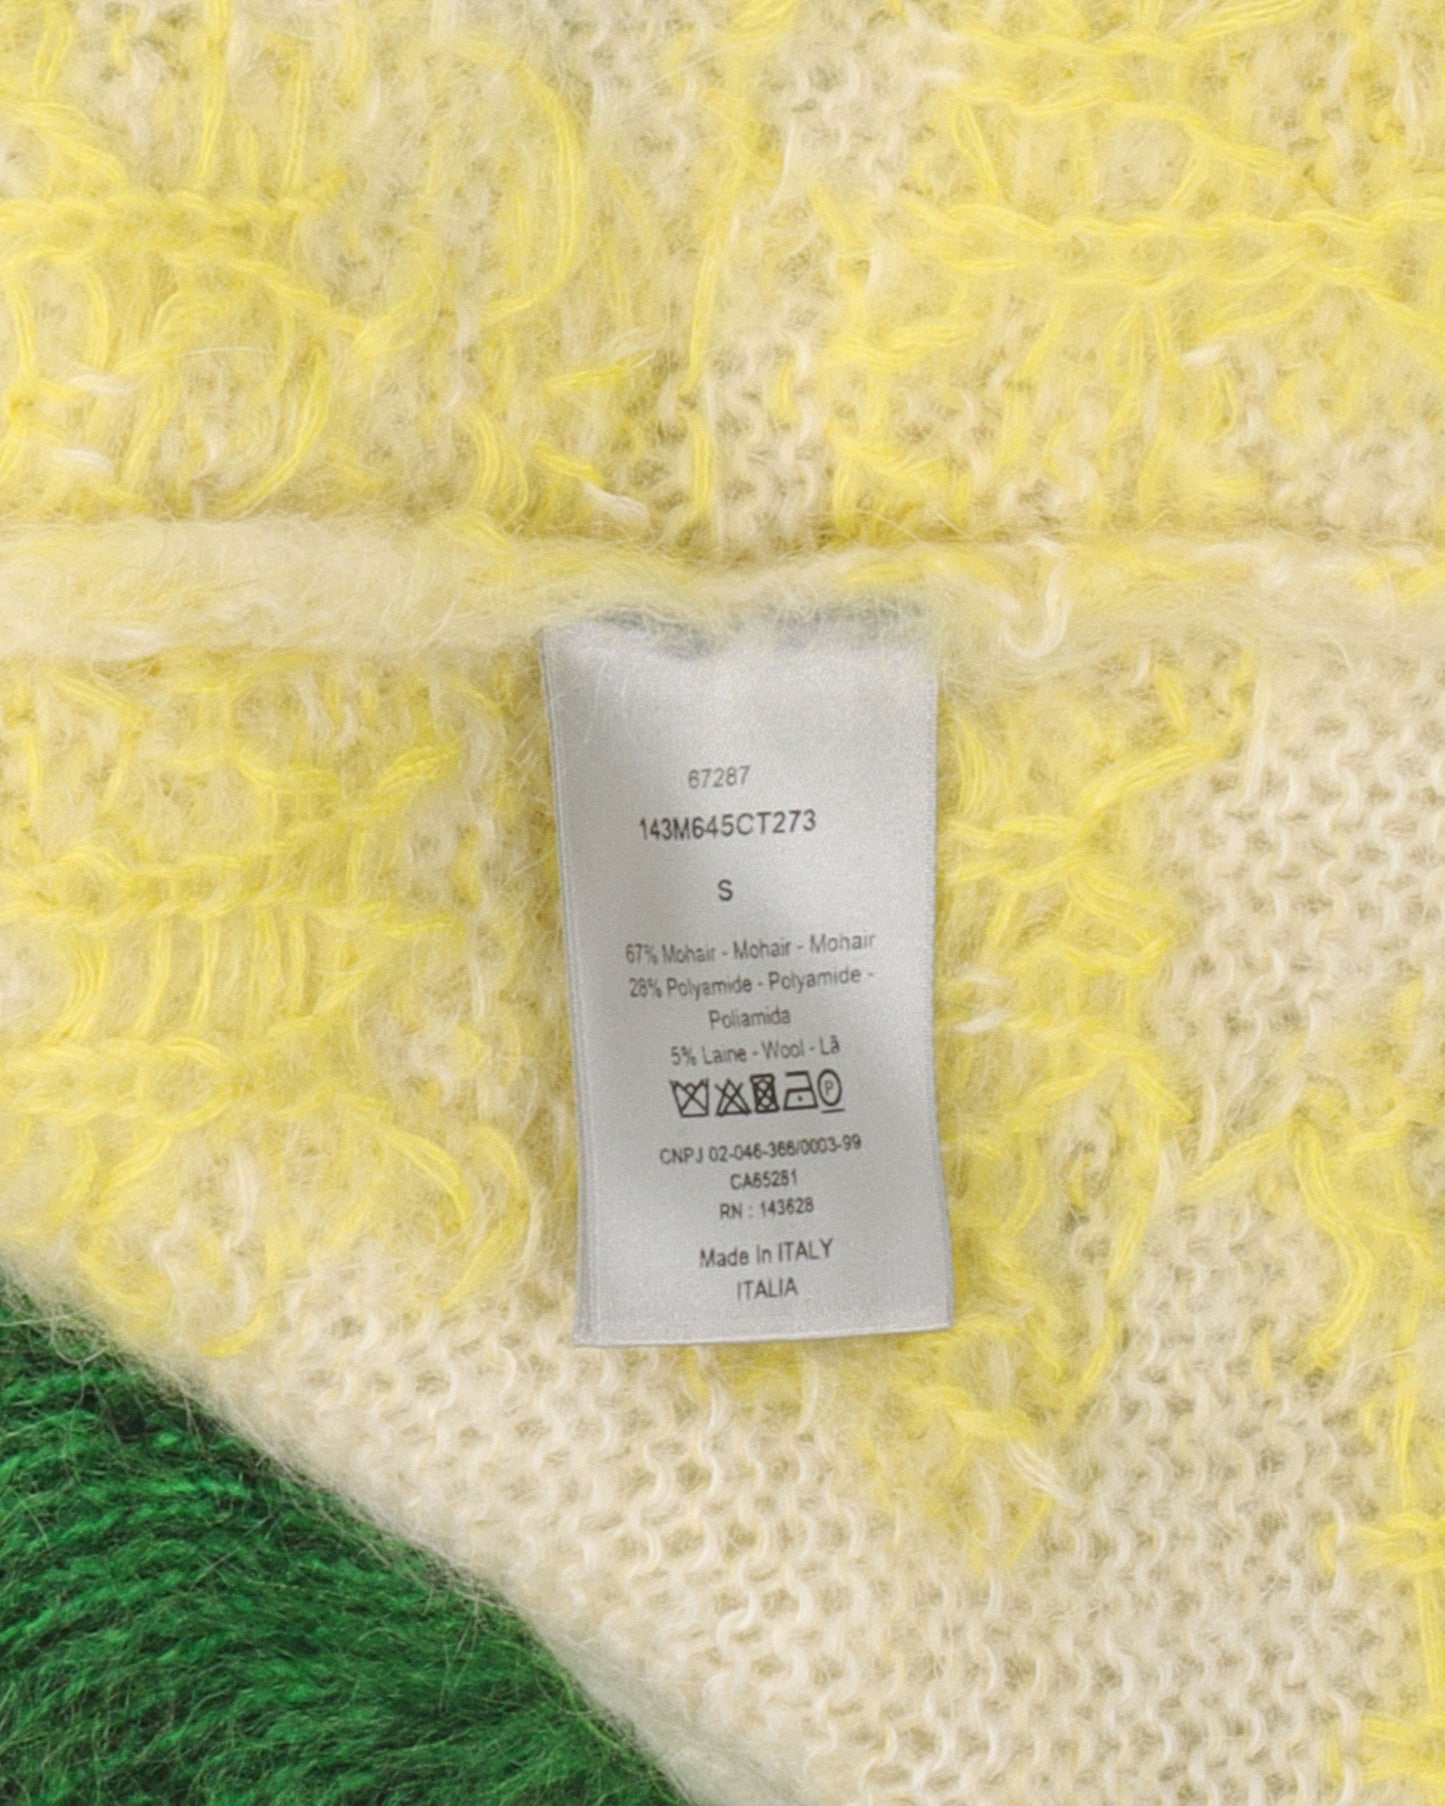 67287
143M645CT273
S
67% Mohair - Mohair - Mohair
28% Polyamide - Polyamide -
Poliamida
5% Laine - Wool - Lã
P
CNPJ 02-046-366/0003-99
CA65281
RN : 143628
Made In ITALY
ITALIA